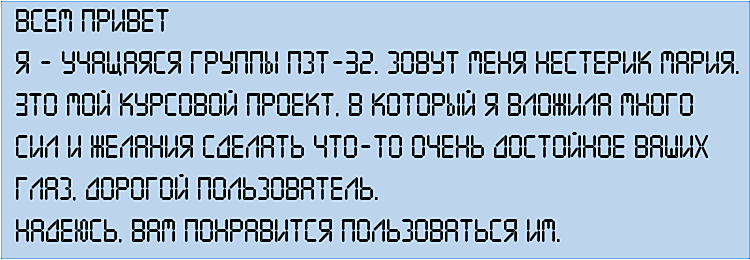 ВСЕМ ПРИВЕТ
Я - УЧАЩАЯСЯ ГРУППЫ ПЗТ-32. ЗОВУТ МЕНЯ НЕСТЕРИК МАРИЯ.
ЭТО МОЙ КУРСОВОЙ ПРОЕКТ, В КОТОРЫЙ Я ВЛОЖИЛА МНОГО
СИЛ И ЖЕЛАНИЯ СДЕЛАТЬ ЧТО-ТО ОЧЕНЬ ДОСТОЙНОЕ ВАШИХ
ГЛАЗ, ДОРОГОЙ ПОЛЬЗОВАТЕЛЬ.
НАДЕЮСЬ, ВАМ ПОНРАВИТСЯ ПОЛЬЗОВАТЬСЯ ИМ.